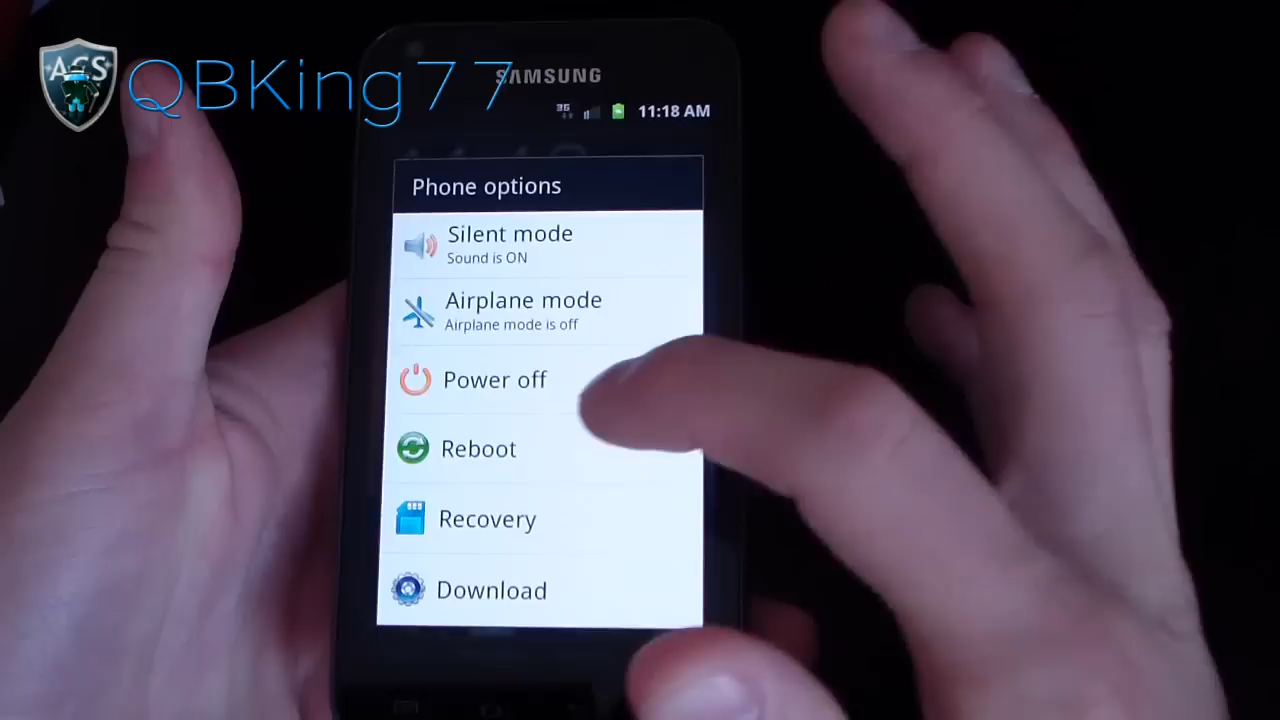 ACS
QBKing77
SAMSUNG
3G
11:18 AM
Phone options
Silent mode
Sound is ON
Airplane mode
Airplane mode is off
Power off
Reboot
Recovery
Download